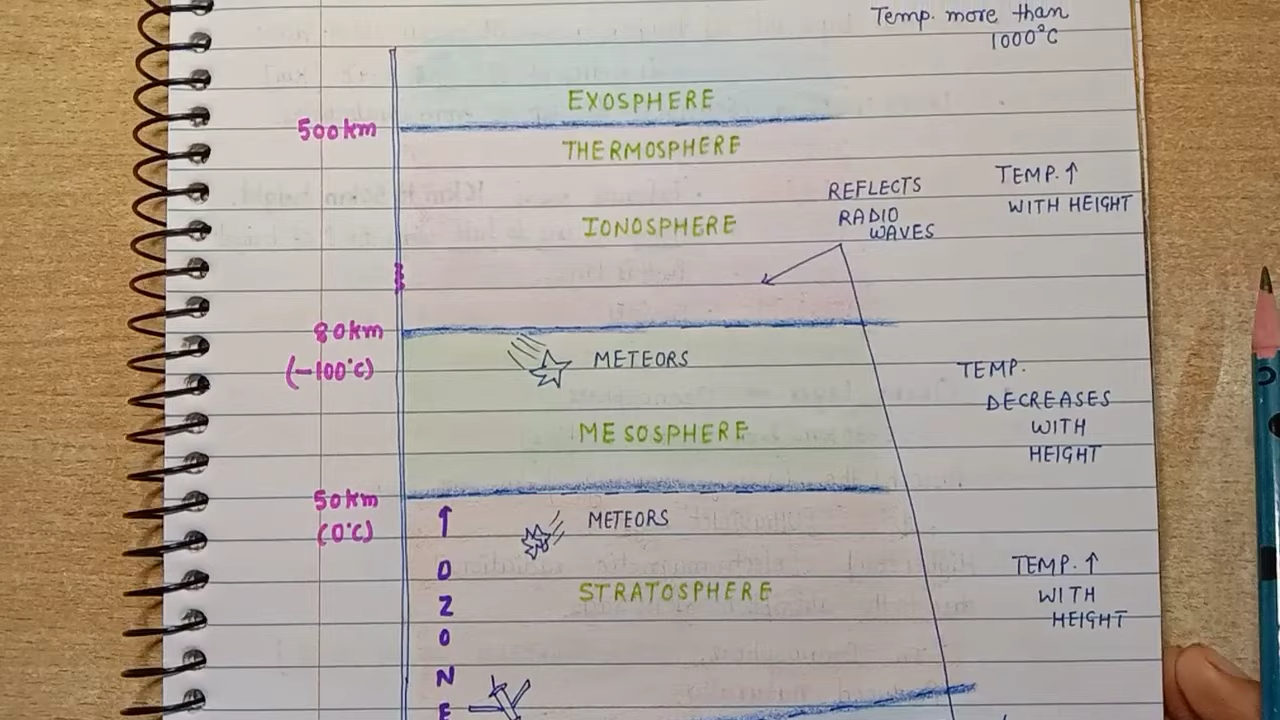 Temp. more than
1000°C
EXOSPHERE
500km
THERMOSPHERE
REFLECTS
RADIO
WAVES
TEMP. ↑
WITH HEIGHT
IONOSPHERE
80km
(-100°C)
METEORS
TEMP.
DECREASES
WITH
HEIGHT
MESOSPHERE
50km
(0°C)
METEORS
STRATOSPHERE
TEMP. ↑
WITH
HEIGHT
↑
O
Z
O
N
E